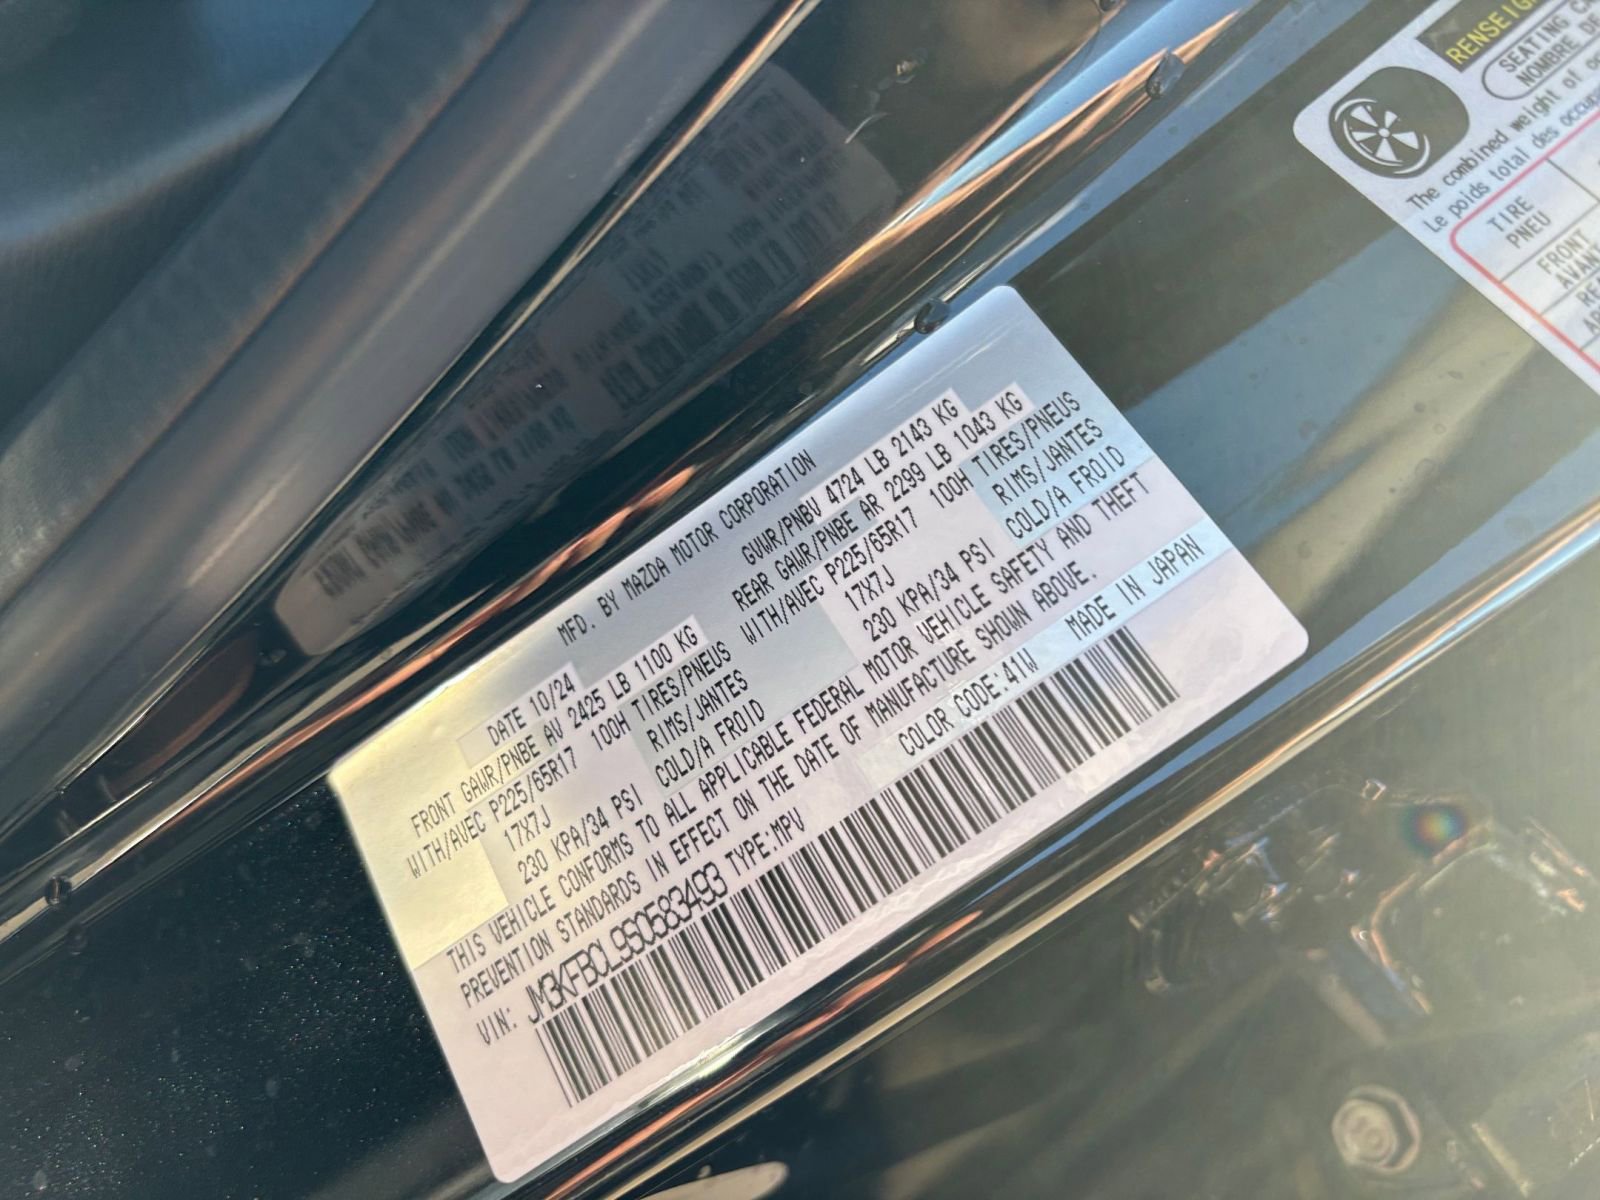 MFD. BY MAZDA MOTOR CORPORATION
DATE 10/24 GVWR/PNBV 4724 LB 2143 KG
FRONT GAWR/PNBE AV 2425 LB 1100 KG REAR GAWR/PNBE AR 2299 LB 1043 KG
WITH/AVEC P225/65R17 100H TIRES/PNEUS WITH/AVEC P225/65R17 100H TIRES/PNEUS
17X7J RIMS/JANTES 17X7J RIMS/JANTES
230 KPA/34 PSI COLD/A FROID 230 KPA/34 PSI COLD/A FROID
THIS VEHICLE CONFORMS TO ALL APPLICABLE FEDERAL MOTOR VEHICLE SAFETY AND THEFT
PREVENTION STANDARDS IN EFFECT ON THE DATE OF MANUFACTURE SHOWN ABOVE.
VIN: JM3KFBCL950583493 TYPE:MPV COLOR CODE:41W MADE IN JAPAN
SEATING
NOMBRE DE
The combined weight of
Le poids total des
TIRE
PNEU
FRONT
AVANT